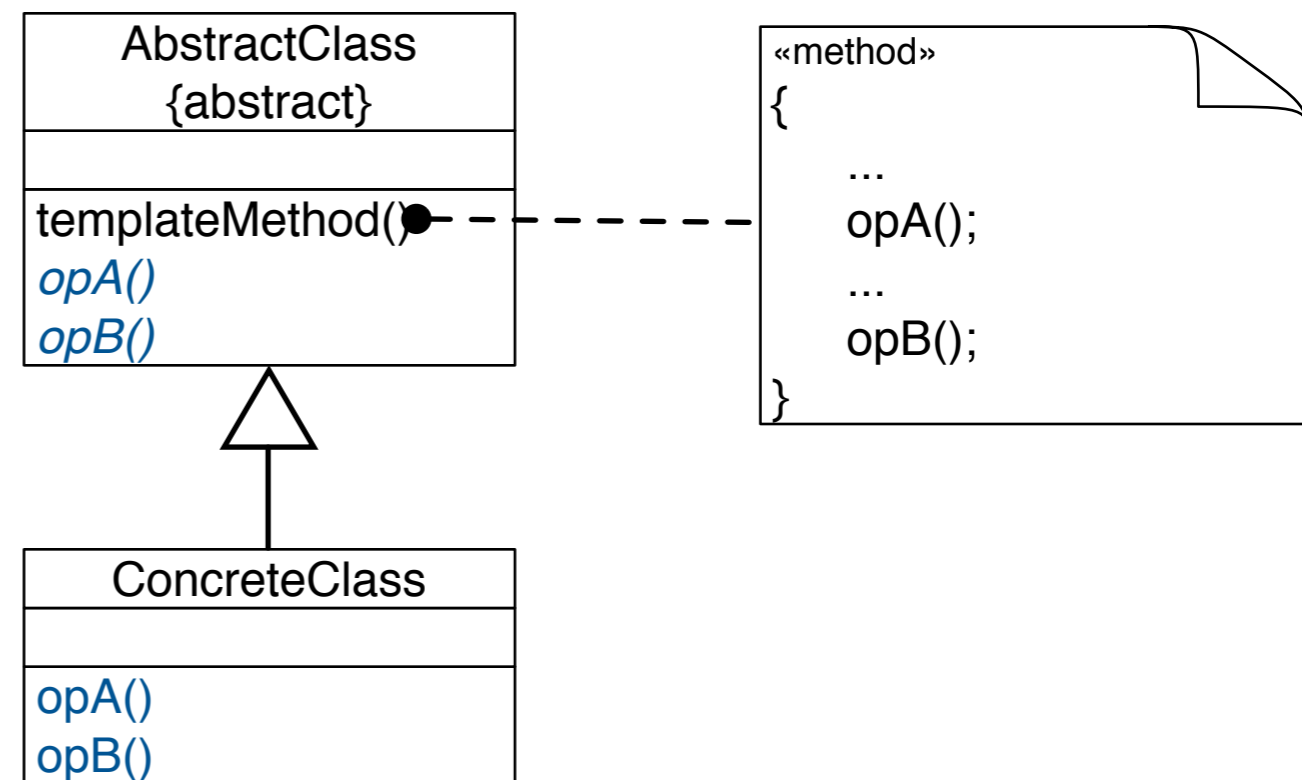 AbstractClass
{abstract}
templateMethod()
opA()
opB()
«method»
{
...
opA();
...
opB();
}
ConcreteClass
opA()
opB()